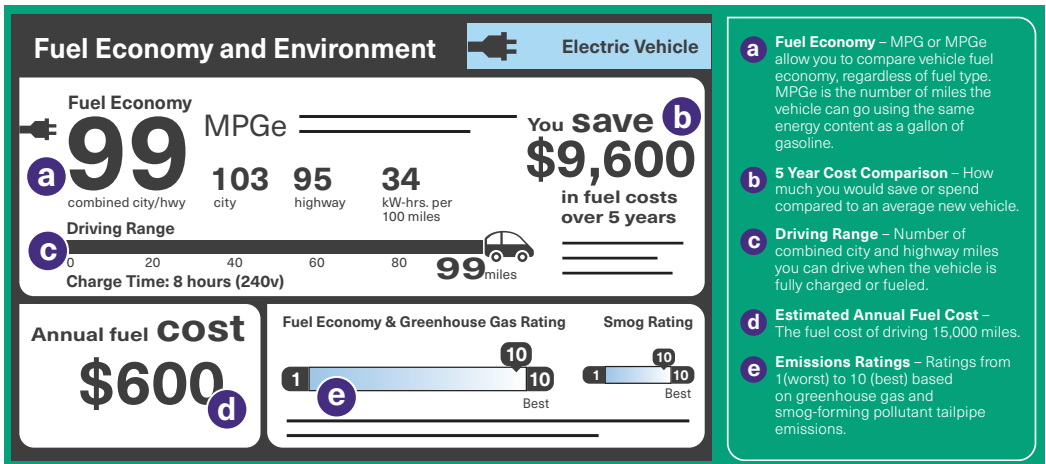 Fuel Economy and Environment
Electric Vehicle
Fuel Economy
99
MPGe
a
combined city/hwy
103
city
95
highway
34
kW-hrs. per
100 miles
You save
b
$9,600
in fuel costs
over 5 years
Driving Range
c
0 20 40 60 80 99 miles
Charge Time: 8 hours (240v)
Annual fuel cost
$600
d
Fuel Economy & Greenhouse Gas Rating
10
1
10
Best
e
Smog Rating
10
1
10
Best
a
Fuel Economy – MPG or MPGe
allow you to compare vehicle fuel
economy, regardless of fuel type.
MPGe is the number of miles the
vehicle can go using the same
energy content as a gallon of
gasoline.
b
5 Year Cost Comparison – How
much you would save or spend
compared to an average new vehicle.
c
Driving Range – Number of
combined city and highway miles
you can drive when the vehicle is
fully charged or fueled.
d
Estimated Annual Fuel Cost –
The fuel cost of driving 15,000 miles.
e
Emissions Ratings – Ratings from
1(worst) to 10 (best) based
on greenhouse gas and
smog-forming pollutant tailpipe
emissions.